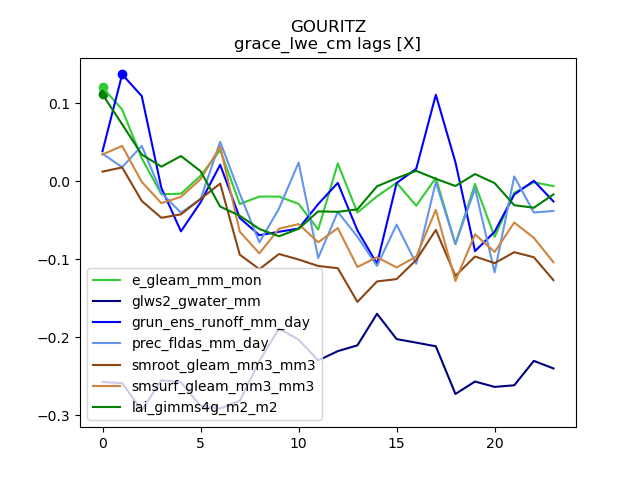 GOURITZ
grace_lwe_cm lags [X]
0.1
0.0
−0.1
−0.2
−0.3
e_gleam_mm_mon
glws2_gwater_mm
grun_ens_runoff_mm_day
prec_fldas_mm_day
smroot_gleam_mm3_mm3
smsurf_gleam_mm3_mm3
lai_gimms4g_m2_m2
0 5 10 15 20